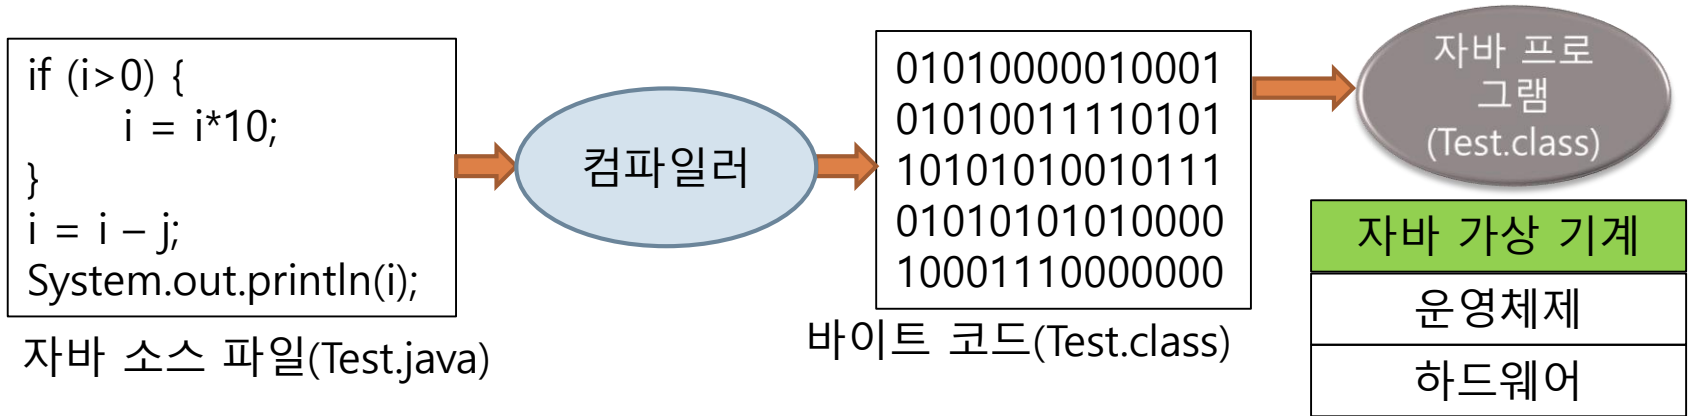 if (i>0) {
i = i*10;
}
i = i – j;
System.out.println(i);
자바 소스 파일(Test.java)
컴파일러
01010000010001
01010011110101
10101010010111
01010101010000
10001110000000
바이트 코드(Test.class)
자바 프로
그램
(Test.class)
자바 가상 기계
운영체제
하드웨어